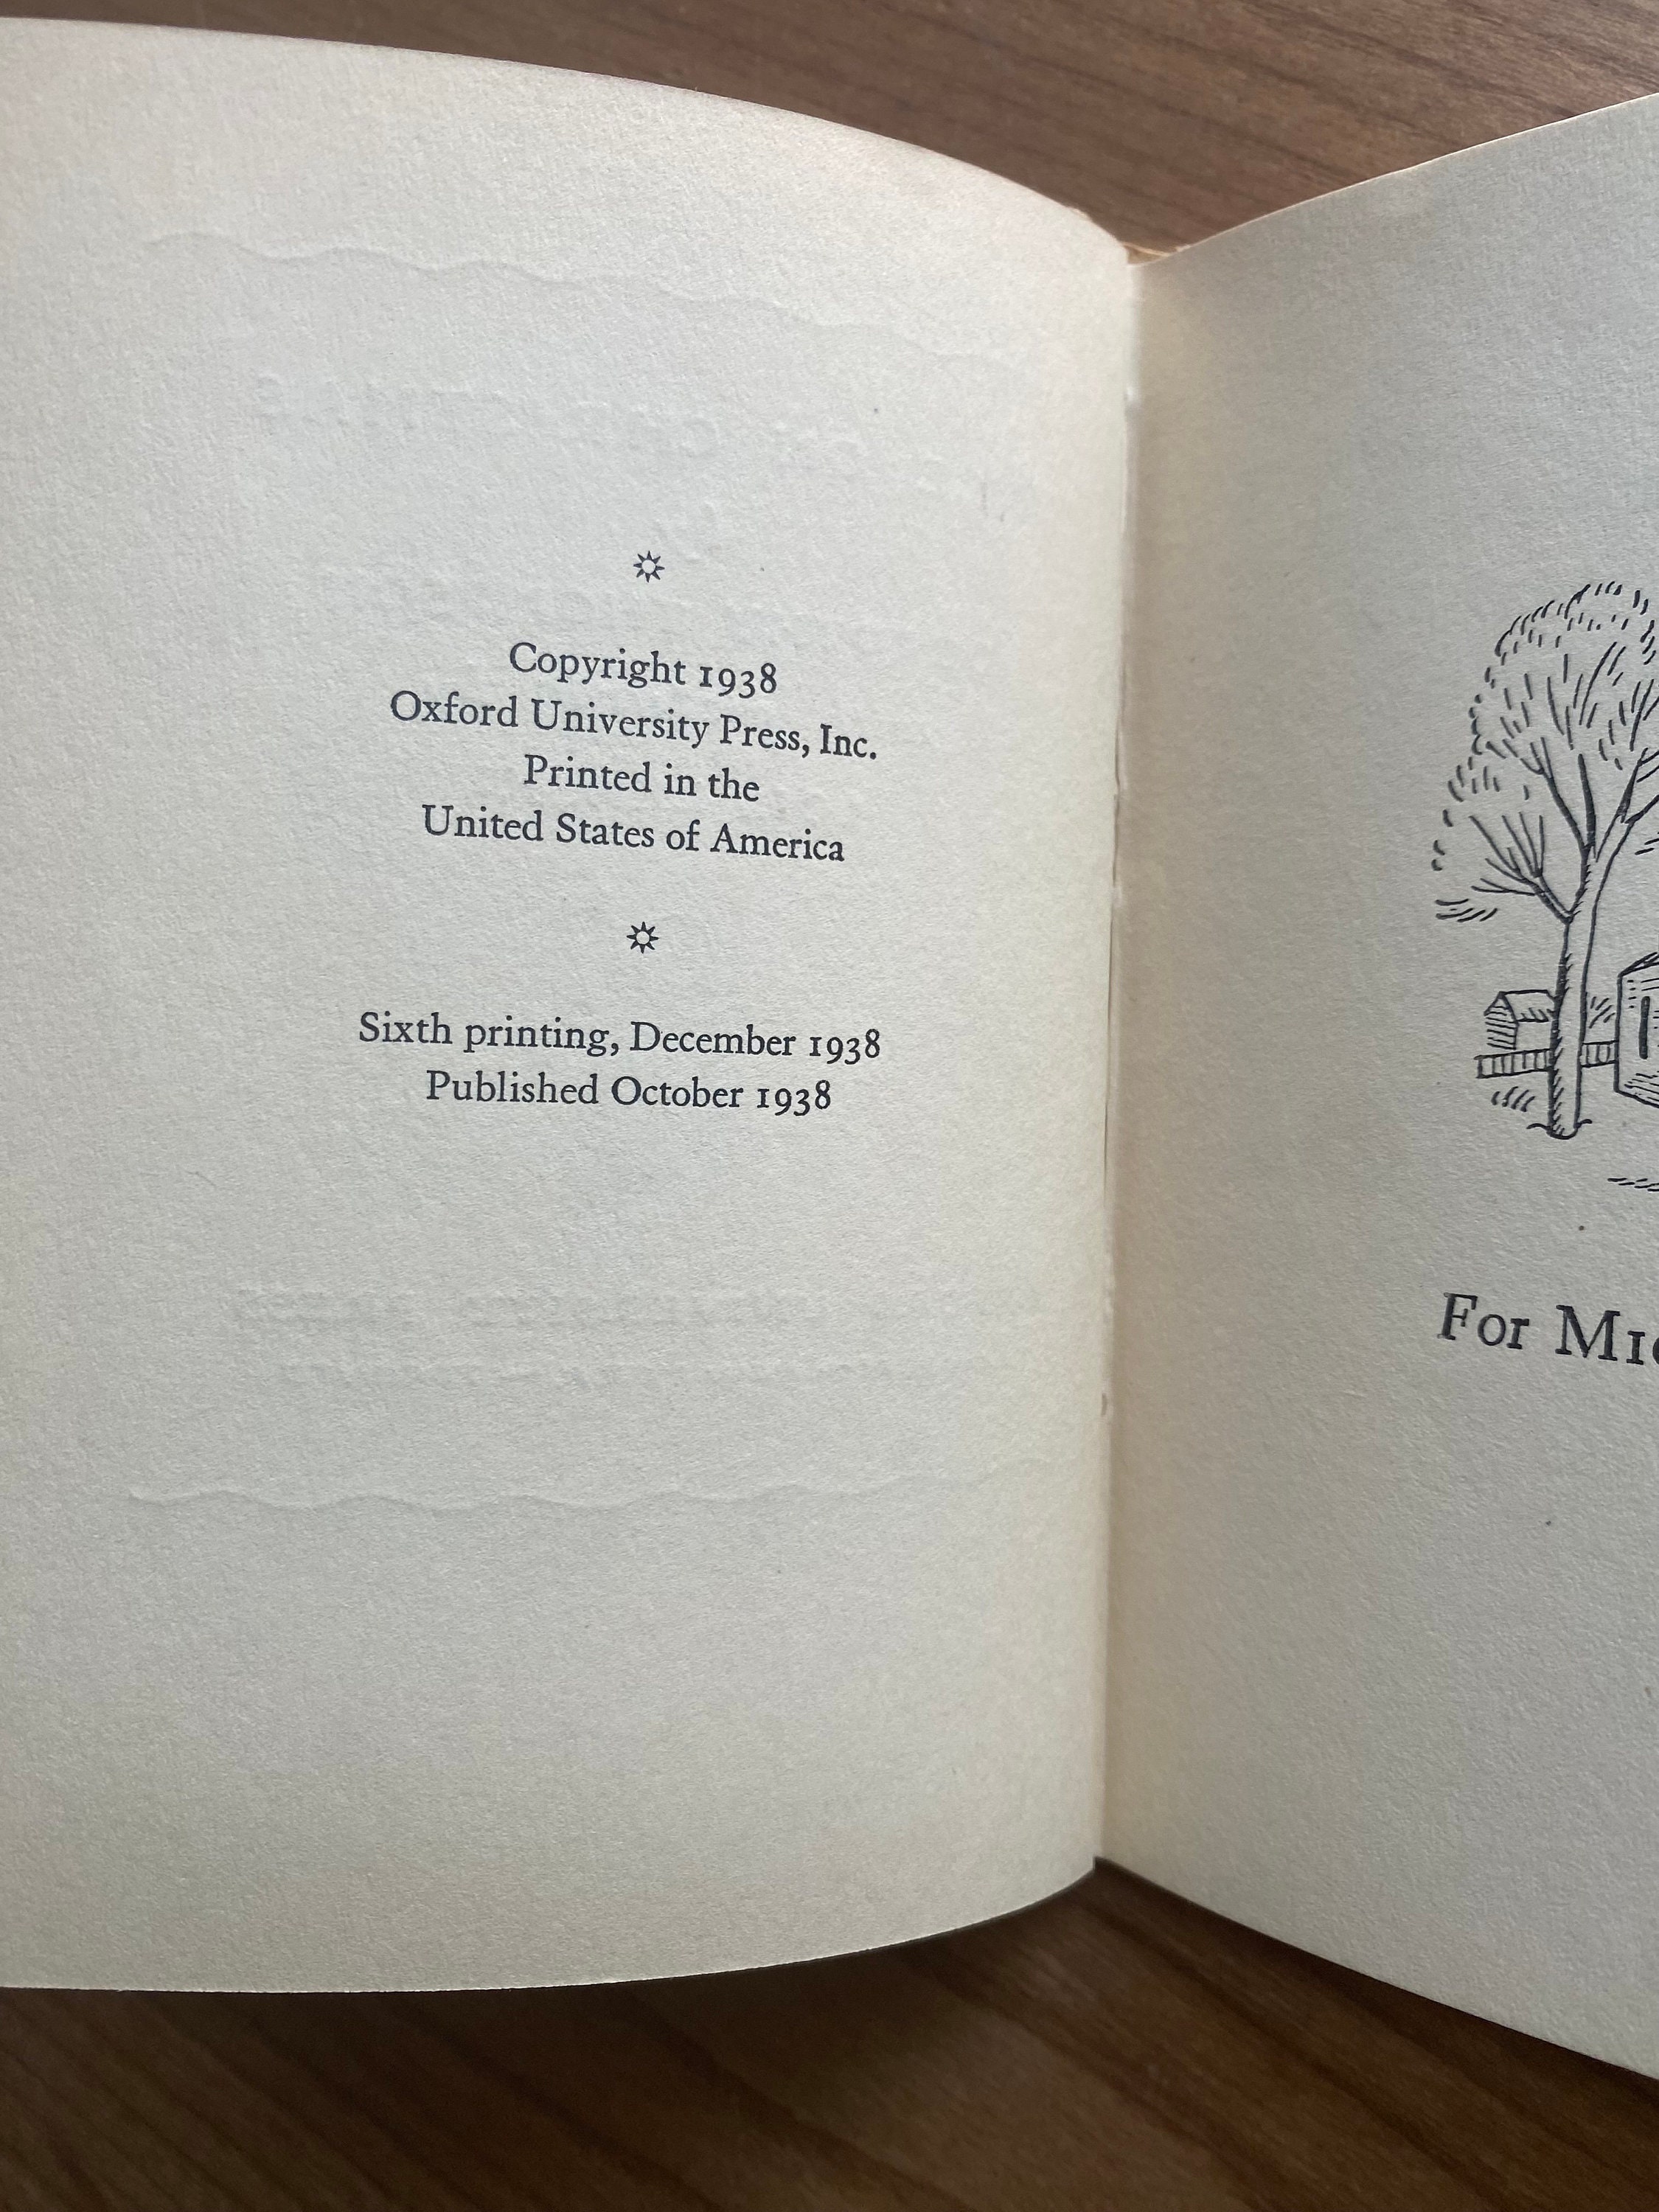 Copyright 1938
Oxford University Press, Inc.
Printed in the
United States of America
Sixth printing, December 1938
Published October 1938
For